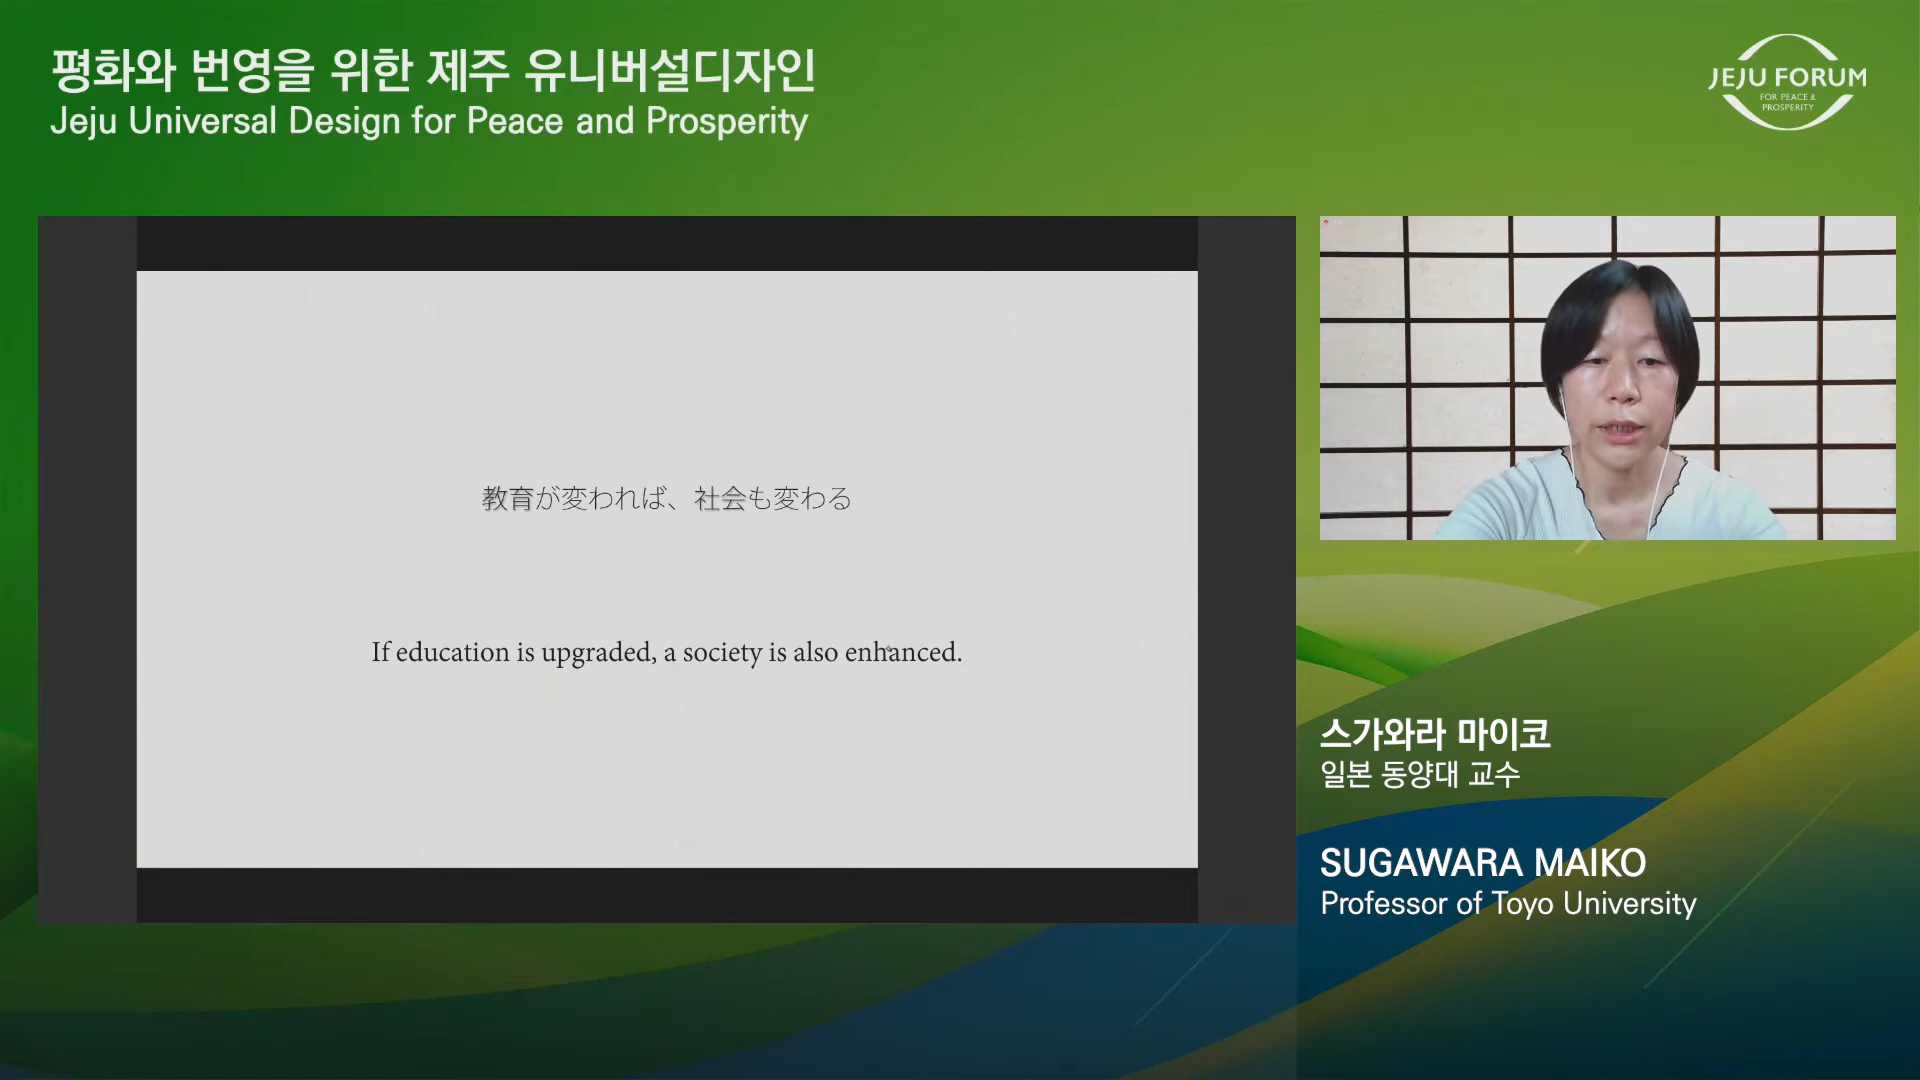 평화와 번영을 위한 제주 유니버설디자인
Jeju Universal Design for Peace and Prosperity
JEJU FORUM
FOR PEACE &
PROSPERITY
教育が変われば、社会も変わる
If education is upgraded, a society is also enhanced.
스가와라 마이코
일본 동양대 교수
SUGAWARA MAIKO
Professor of Toyo University